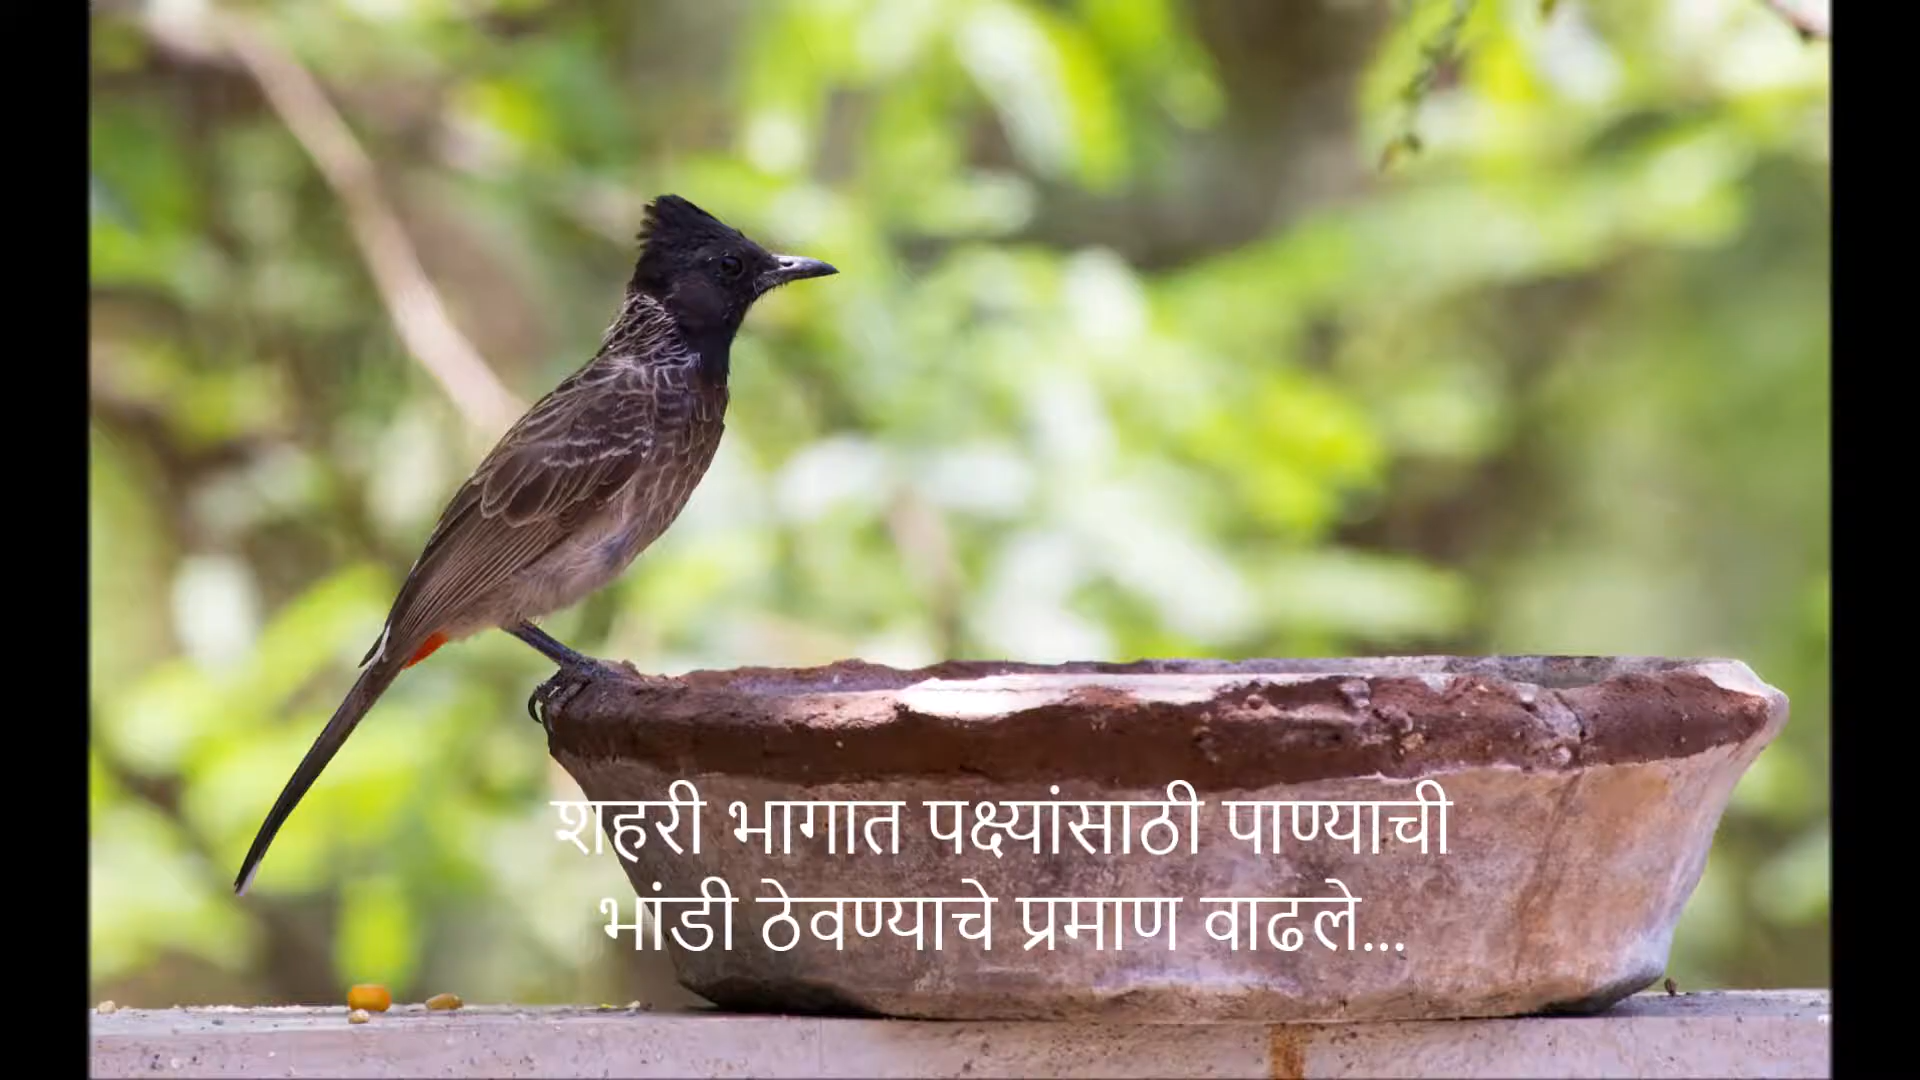 शहरी भागात पक्ष्यांसाठी पाण्याची
भांडी ठेवण्याचे प्रमाण वाढले...